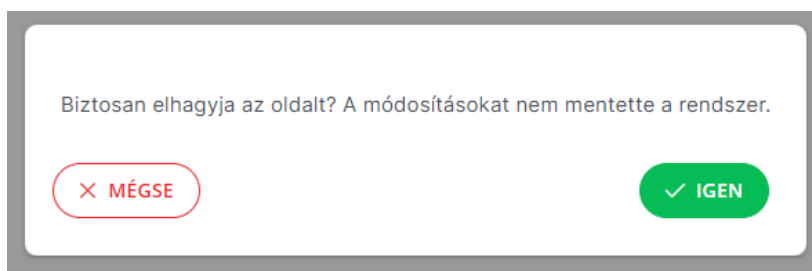 Biztosan elhagyja az oldalt? A módosításokat nem mentette a rendszer.
MÉGSE
IGEN